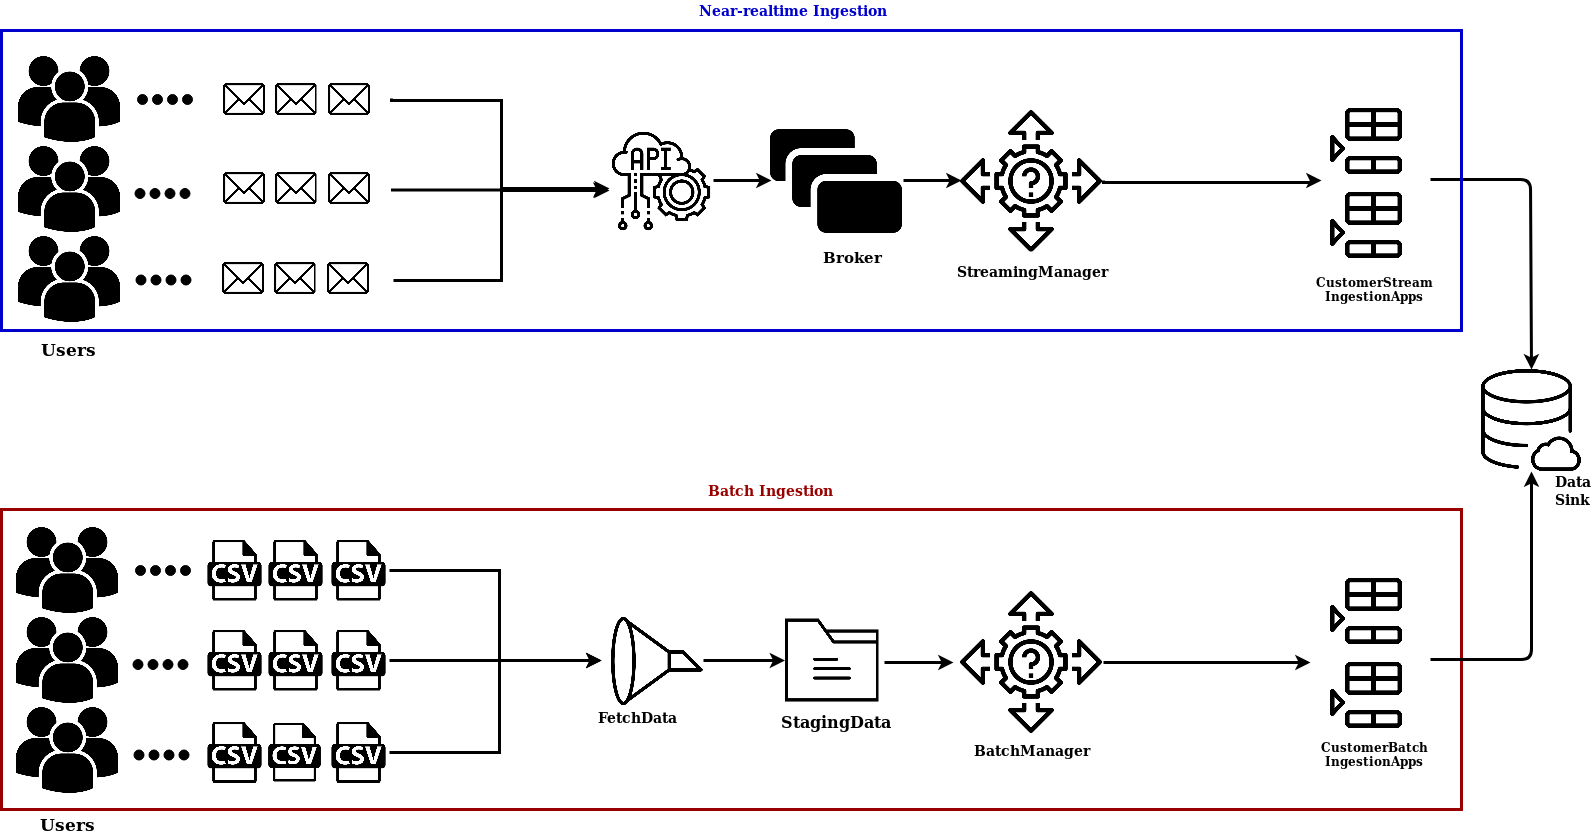 Near-realtime Ingestion
API
?
Broker
StreamingManager
CustomerStream
IngestionApps
Users
Data
Sink
Batch Ingestion
CSV CSV CSV
CSV CSV CSV
?
FetchData
StagingData
CSV CSV CSV
BatchManager
CustomerBatch
IngestionApps
Users